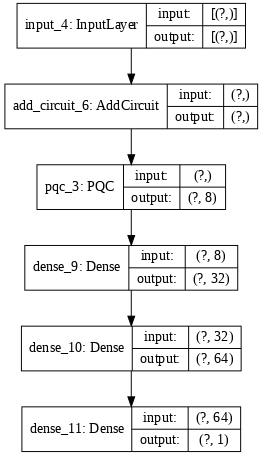 input_4: InputLayer
input: [(?,)]
output: [(?,)]
add_circuit_6: AddCircuit
input: (?,)
output: (?,)
pqc_3: PQC
input: (?,)
output: (?, 8)
dense_9: Dense
input: (?, 8)
output: (?, 32)
dense_10: Dense
input: (?, 32)
output: (?, 64)
dense_11: Dense
input: (?, 64)
output: (?, 1)